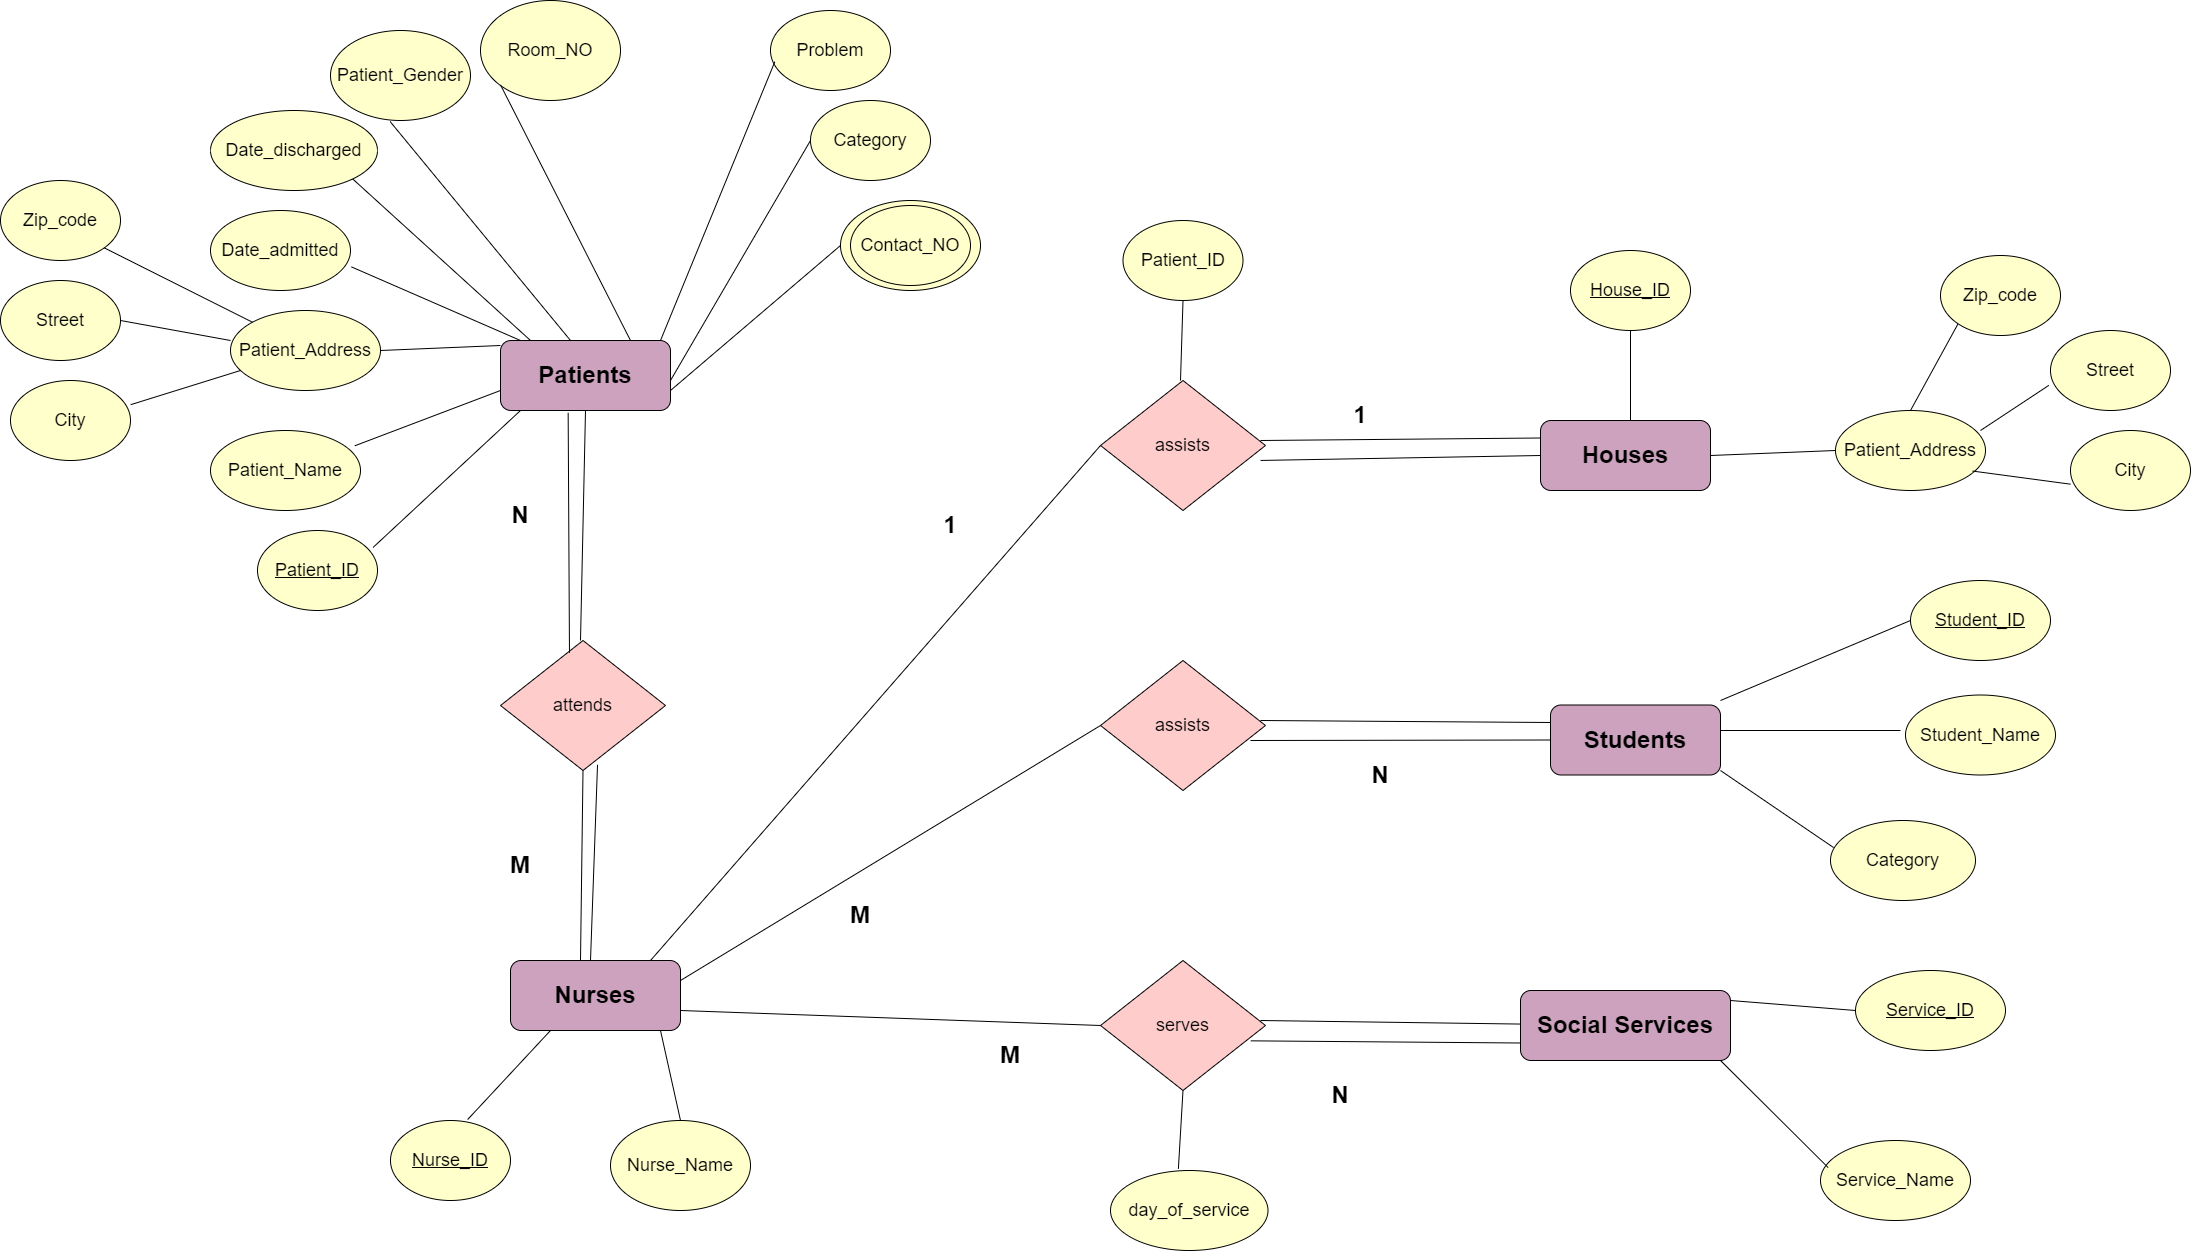 Room_NO
Problem
Patient_Gender
Category
Date_discharged
Zip_code
Date_admitted
Contact_NO
Patient_ID
House_ID
Zip_code
Street
Patient_Address
Patients
Street
City
Patient_Name
1
assists
Houses
Patient_Address
City
N
1
Patient_ID
Student_ID
attends
assists
Students
Student_Name
N
M
Category
M
Nurses
serves
Social Services
Service_ID
M
N
Nurse_ID
Nurse_Name
Service_Name
day_of_service